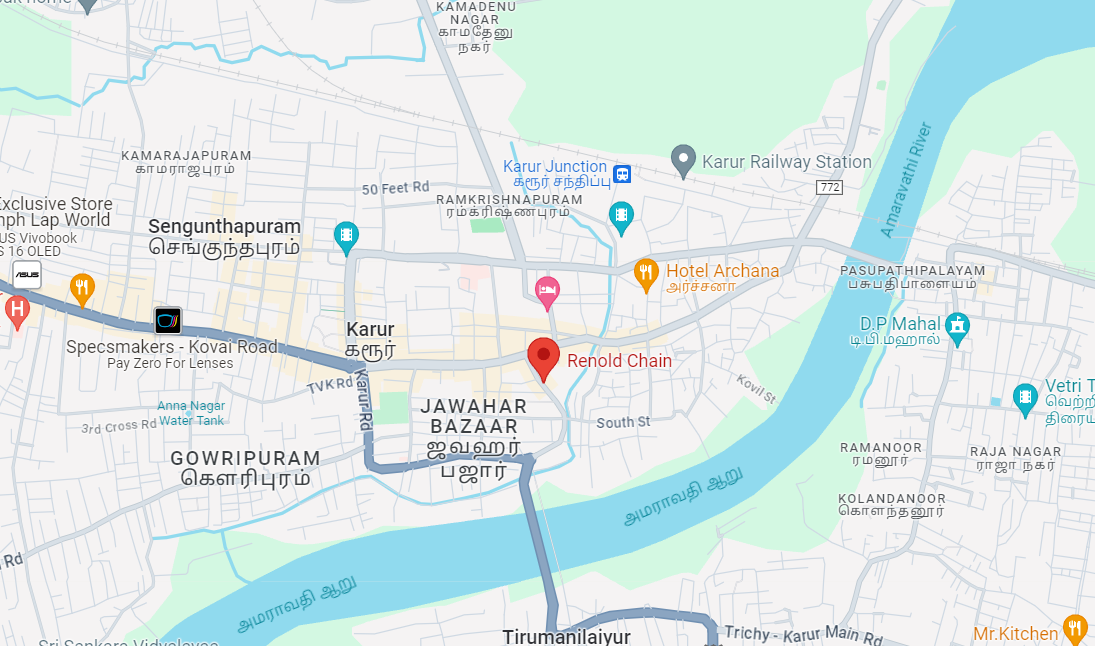 KAMADENU
NAGAR
காமதேனு
நகர்
KAMARAJAPURAM
காமராஜபுரம்
Karur Junction
கரூர் சந்திப்பு
Karur Railway Station
772
Amaravathi River
50 Feet Rd
RAMKRISHNAPURAM
ரம்க்ரிஷ்ணபுரம்
Exclusive Store
Lap World
US Vivobook
S 16 OLED
ASUS
Sengunthapuram
செங்குந்தபுரம்
Hotel Archana
அர்ச்சனா
PASUPATHIPALAYAM
பசுபதிபாளையம்
H
D.P Mahal
டி.பி.மஹால்
Karur
கரூர்
Specsmakers - Kovai Road
Pay Zero For Lenses
Renold Chain
TVK Rd
Karur Rd
Kovil St
Vetri T
வெற்றி
திரைய
Anna Nagar
Water Tank
3rd Cross Rd
JAWAHAR
BAZAAR
ஜவஹர்
பஜார்
South St
GOWRIPURAM
கௌரிபுரம்
RAMANOOR
ரமனூர்
RAJA NAGAR
ராஜா நகர்
KOLANDANOOR
கொளந்தனூர்
அமராவதி ஆறு
Rd
அமராவதி ஆறு
Tirumanilaiyur
Trichy - Karur Main Rd
Mr.Kitchen